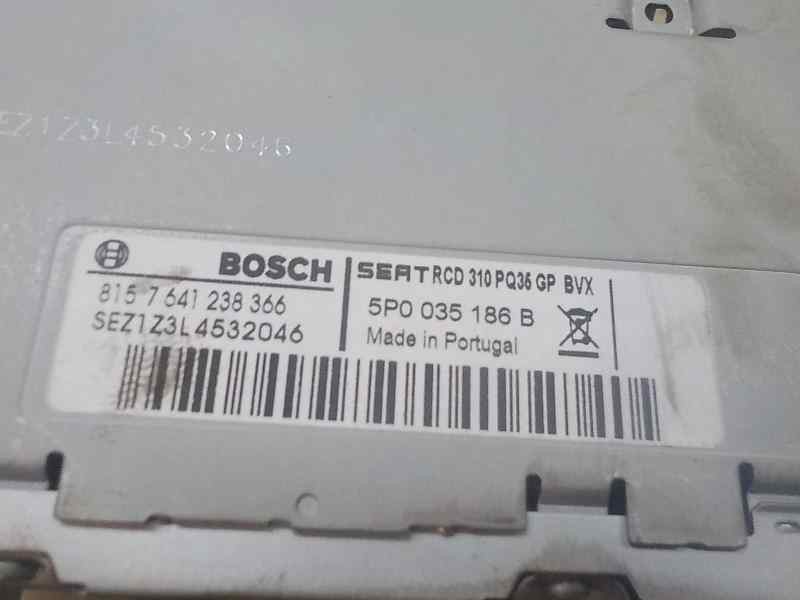 SEZ1Z3L4532046
BOSCH
815 7 641 238 366
SEZ1Z3L4532046
SEAT RCD 310 PQ35 GP BVX
5P0 035 186 B
Made in Portugal